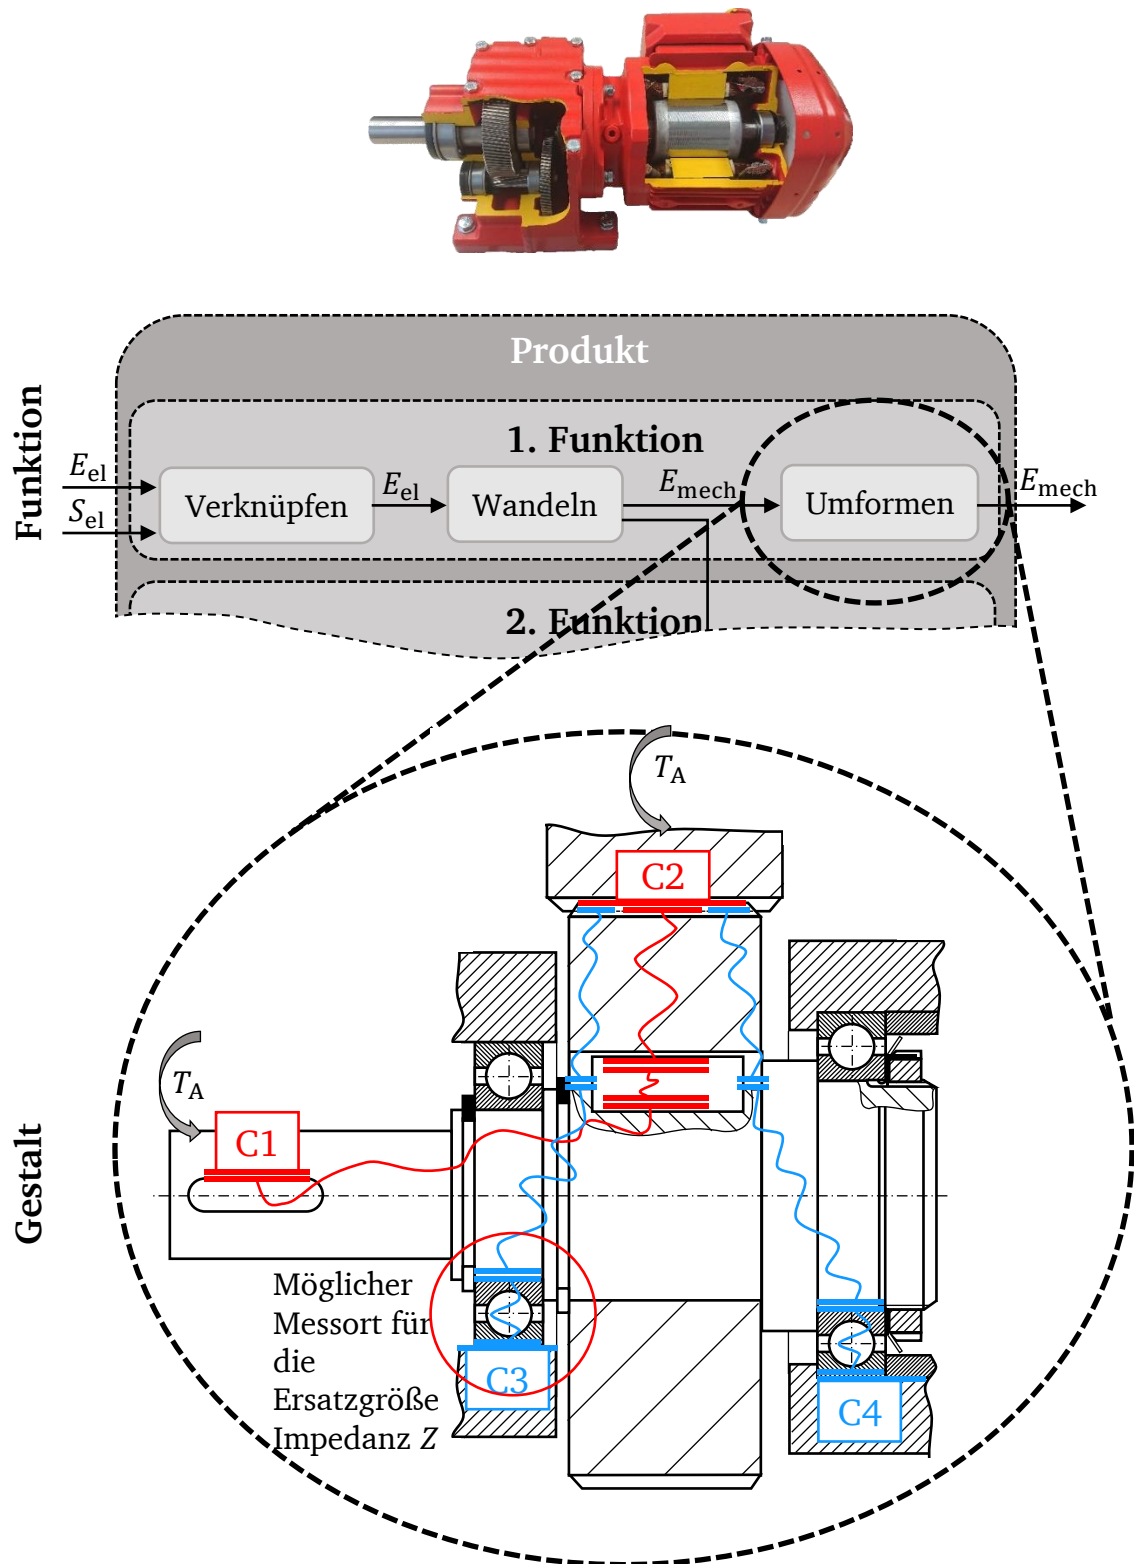 Produkt
Funktion
1. Funktion
E_el
S_el
Verknüpfen
E_el
Wandeln
E_mech
Umformen
E_mech
2. Funktion
Gestalt
T_A
C2
T_A
C1
Möglicher
Messort für
die
Ersatzgröße
Impedanz Z
C3
C4